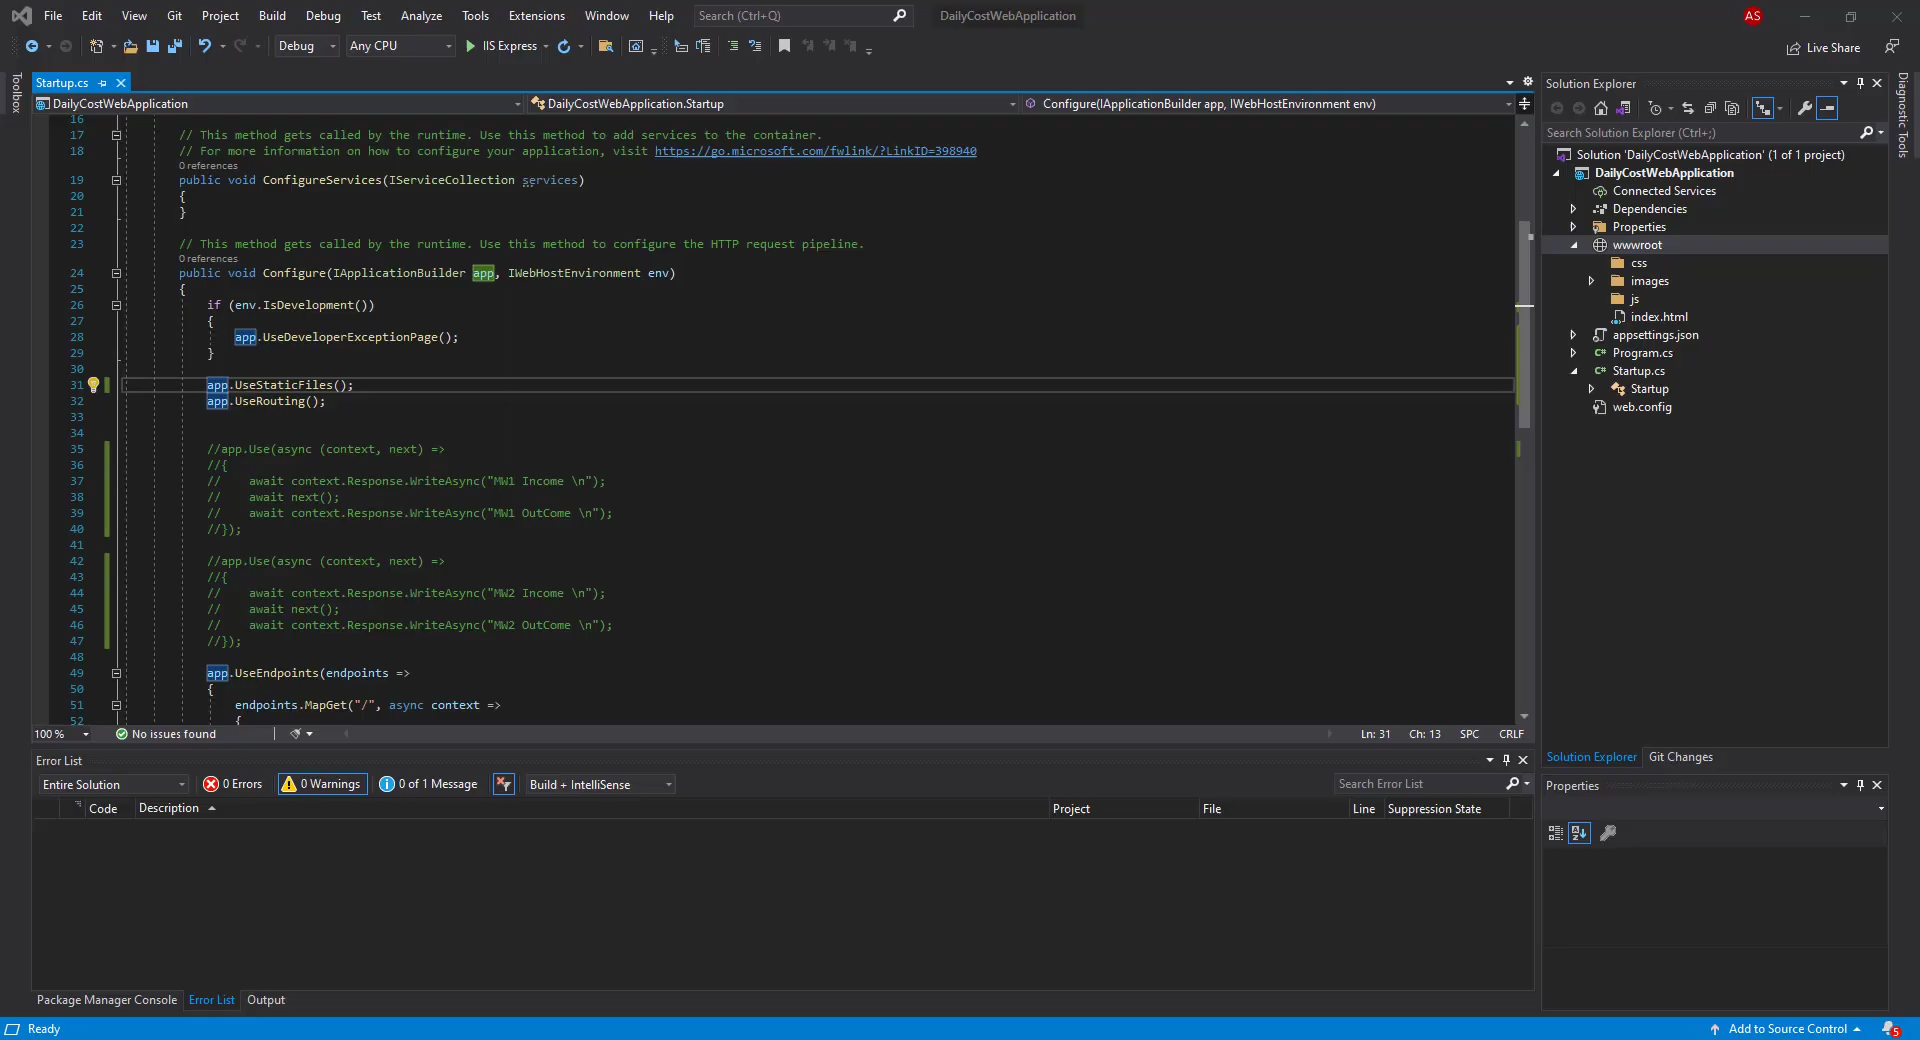 File Edit View Git Project Build Debug Test Analyze Tools Extensions Window Help Search (Ctrl+Q) DailyCostWebApplication AS
Debug Any CPU IIS Express Live Share
Toolbox
Startup.cs
DailyCostWebApplication DailyCostWebApplication.Startup Configure(IApplicationBuilder app, IWebHostEnvironment env)
16
17 // This method gets called by the runtime. Use this method to add services to the container.
18 // For more information on how to configure your application, visit https://go.microsoft.com/fwlink/?LinkID=398940
0 references
19 public void ConfigureServices(IServiceCollection services)
20 {
21 }
22
23 // This method gets called by the runtime. Use this method to configure the HTTP request pipeline.
0 references
24 public void Configure(IApplicationBuilder app, IWebHostEnvironment env)
25 {
26 if (env.IsDevelopment())
27 {
28 app.UseDeveloperExceptionPage();
29 }
30
31 app.UseStaticFiles();
32 app.UseRouting();
33
34
35 //app.Use(async (context, next) =>
36 //{
37 // await context.Response.WriteAsync("MW1 Income \n");
38 // await next();
39 // await context.Response.WriteAsync("MW1 OutCome \n");
40 //});
41
42 //app.Use(async (context, next) =>
43 //{
44 // await context.Response.WriteAsync("MW2 Income \n");
45 // await next();
46 // await context.Response.WriteAsync("MW2 OutCome \n");
47 //});
48
49 app.UseEndpoints(endpoints =>
50 {
51 endpoints.MapGet("/", async context =>
52 {
100 % No issues found Ln: 31 Ch: 13 SPC CRLF
Error List
Entire Solution 0 Errors 0 Warnings 0 of 1 Message Build + IntelliSense Search Error List
Code Description Project File Line Suppression State
Package Manager Console Error List Output
Solution Explorer
Search Solution Explorer (Ctrl+;)
Solution 'DailyCostWebApplication' (1 of 1 project)
DailyCostWebApplication
Connected Services
Dependencies
Properties
wwwroot
css
images
js
index.html
appsettings.json
C# Program.cs
C# Startup.cs
Startup
web.config
Solution Explorer Git Changes
Properties
Diagnostic Tools
Ready Add to Source Control 5